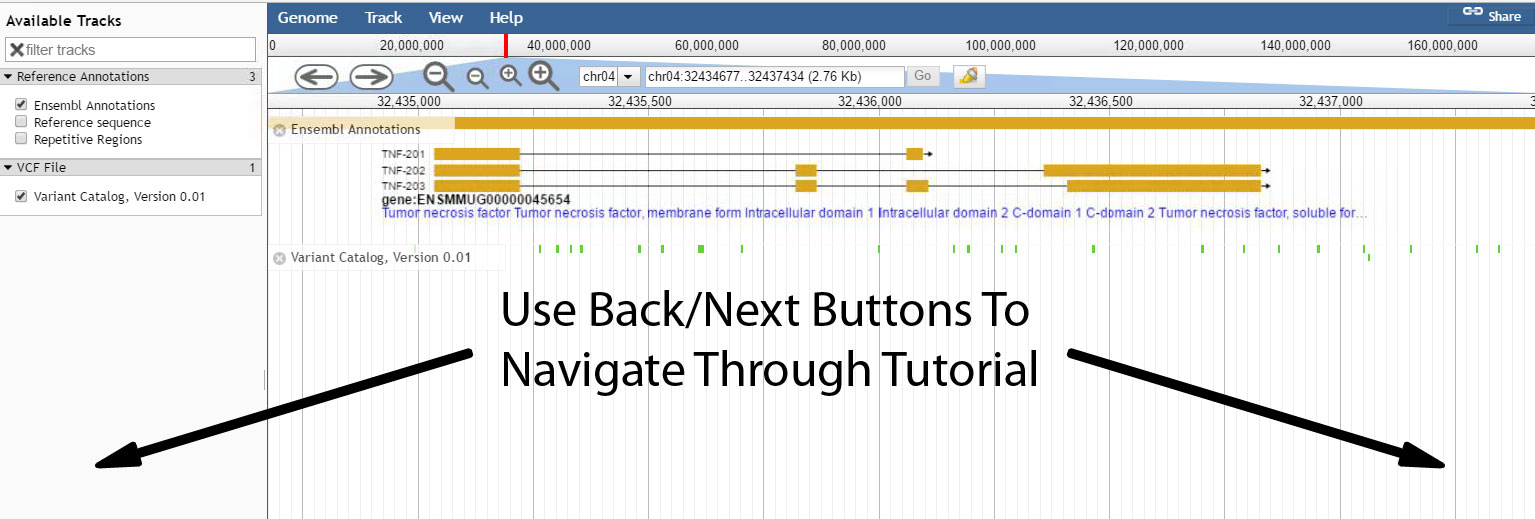 Available Tracks
filter tracks
Reference Annotations 3
Ensembl Annotations
Reference sequence
Repetitive Regions
VCF File 1
Variant Catalog, Version 0.01
Genome Track View Help Share
0 20,000,000 40,000,000 60,000,000 80,000,000 100,000,000 120,000,000 140,000,000 160,000,000
chr04 chr04:32434677..32437434 (2.76 Kb) Go
32,435,000 32,435,500 32,436,000 32,436,500 32,437,000 3
Ensembl Annotations
TNF-201
TNF-202
TNF-203
gene:ENSMMUG00000045654
Tumor necrosis factor Tumor necrosis factor, membrane form Intracellular domain 1 Intracellular domain 2 C-domain 1 C-dbmain 2 Tumor necrosis factor, soluble for...
Variant Catalog, Version 0.01
Use Back/Next Buttons To
Navigate Through Tutorial